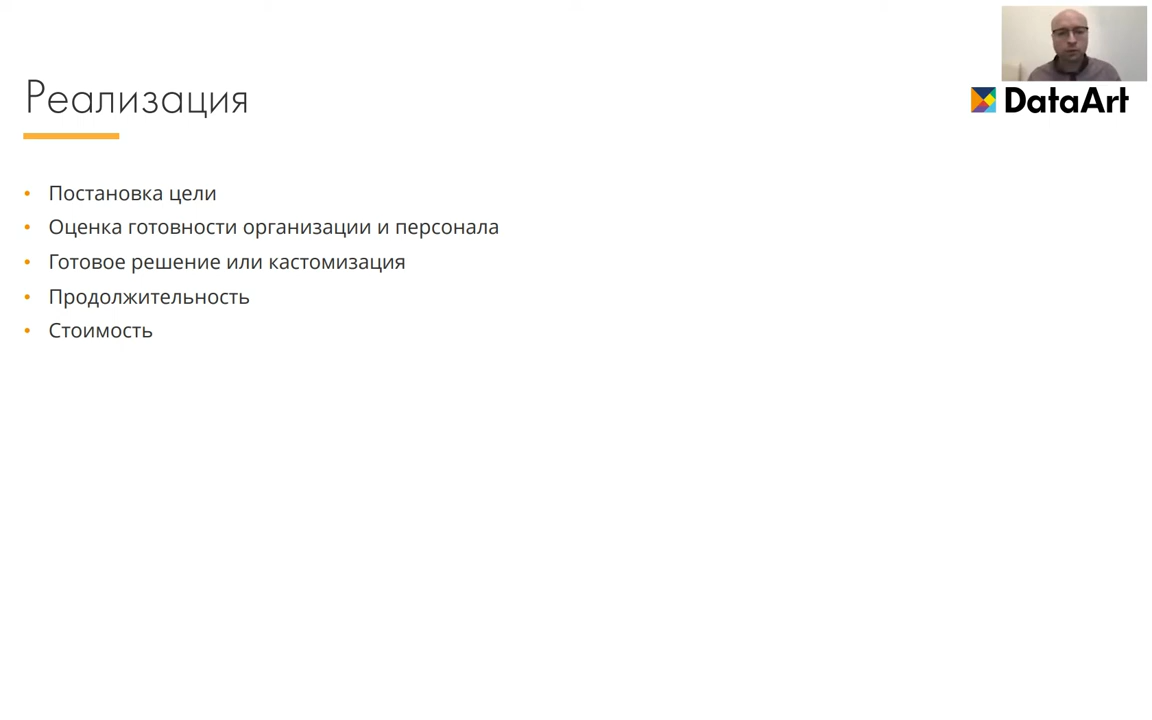 Реализация
DataArt
Постановка цели
Оценка готовности организации и персонала
Готовое решение или кастомизация
Продолжительность
Стоимость